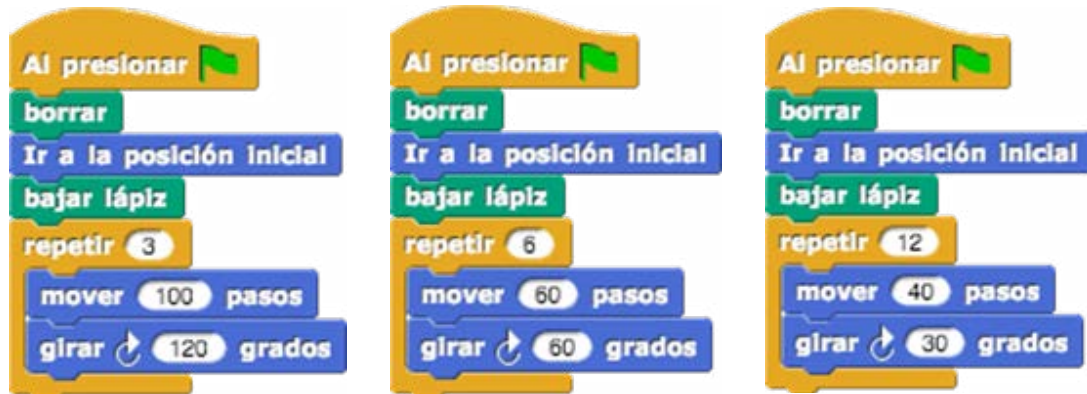 Al presionar
borrar
Ir a la posición inicial
bajar lápiz
repetir 3
mover 100 pasos
girar 120 grados
Al presionar
borrar
Ir a la posición inicial
bajar lápiz
repetir 6
mover 60 pasos
girar 60 grados
Al presionar
borrar
Ir a la posición inicial
bajar lápiz
repetir 12
mover 40 pasos
girar 30 grados